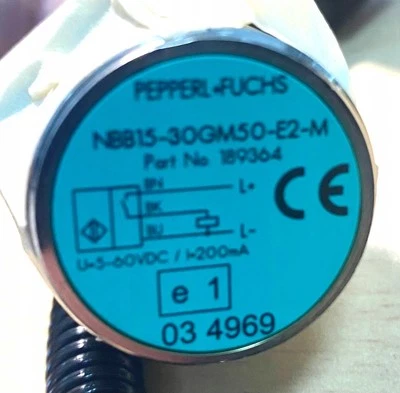 PEPPERL+FUCHS
NBB15-30GM50-E2-M
Part No. 189364
BN L+
BK
BU L-
CE
U=5-60VDC / I=200mA
e 1
03 4969